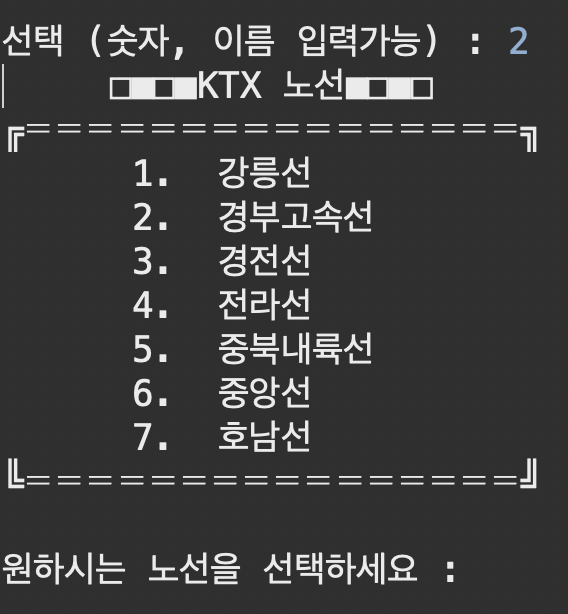 선택 (숫자, 이름 입력가능) : 2
□■□■KTX 노선■□■□
╔================╗
1. 강릉선
2. 경부고속선
3. 경전선
4. 전라선
5. 중북내륙선
6. 중앙선
7. 호남선
╚================╝
원하시는 노선을 선택하세요 :